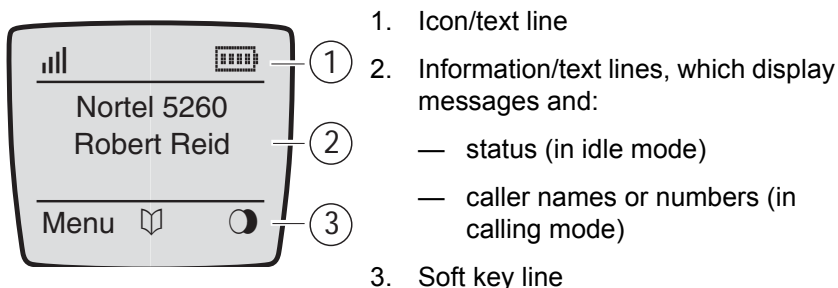 Nortel 5260
Robert Reid
Menu
1
2
3
1. Icon/text line
2. Information/text lines, which display
messages and:
— status (in idle mode)
— caller names or numbers (in
calling mode)
3. Soft key line